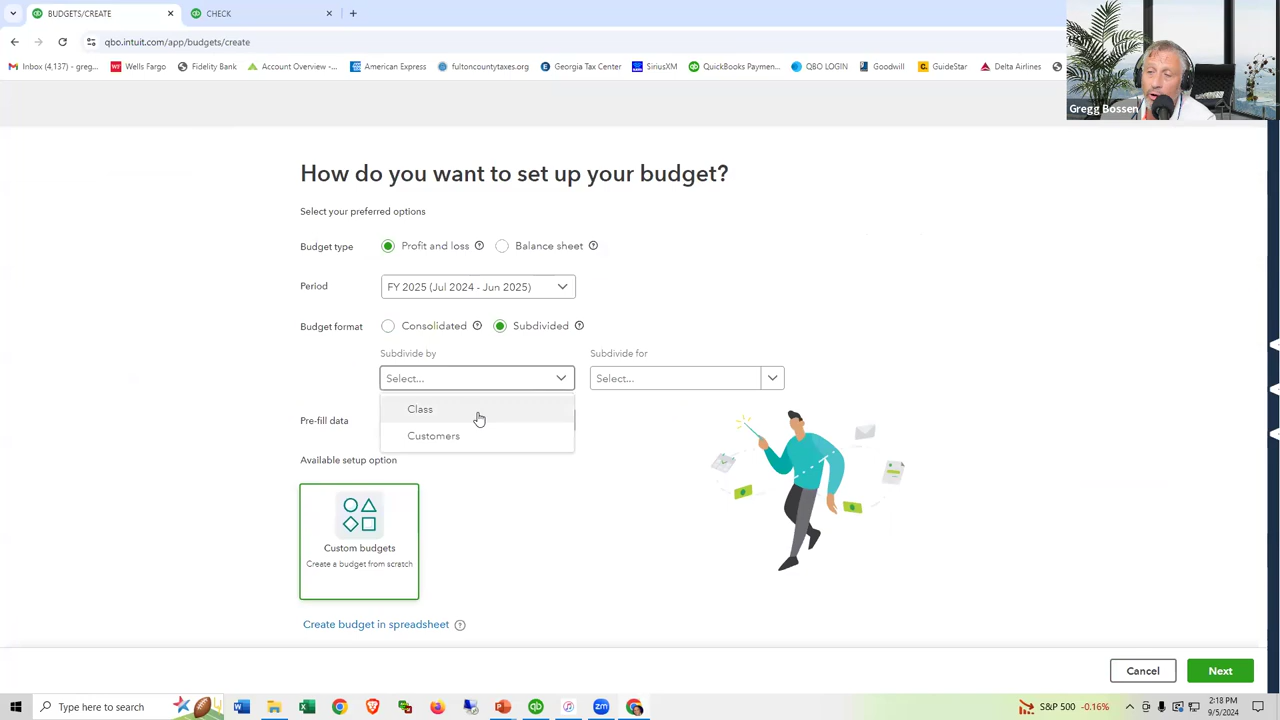 BUDGETS/CREATE
CHECK
qbo.intuit.com/app/budgets/create
Inbox (4,137) - greg...
Wells Fargo
Fidelity Bank
Account Overview -...
American Express
fultoncountytaxes.org
Georgia Tax Center
SiriusXM
QuickBooks Paymen...
QBO LOGIN
Goodwill
GuideStar
Delta Airlines
Gregg Bossen
How do you want to set up your budget?
Select your preferred options
Budget type
Profit and loss
Balance sheet
Period
FY 2025 (Jul 2024 - Jun 2025)
Budget format
Consolidated
Subdivided
Subdivide by
Subdivide for
Select...
Select...
Class
Customers
Pre-fill data
Available setup option
Custom budgets
Create a budget from scratch
Create budget in spreadsheet
Cancel
Next
Type here to search
S&P 500 -0.16%
2:18 PM
9/5/2024